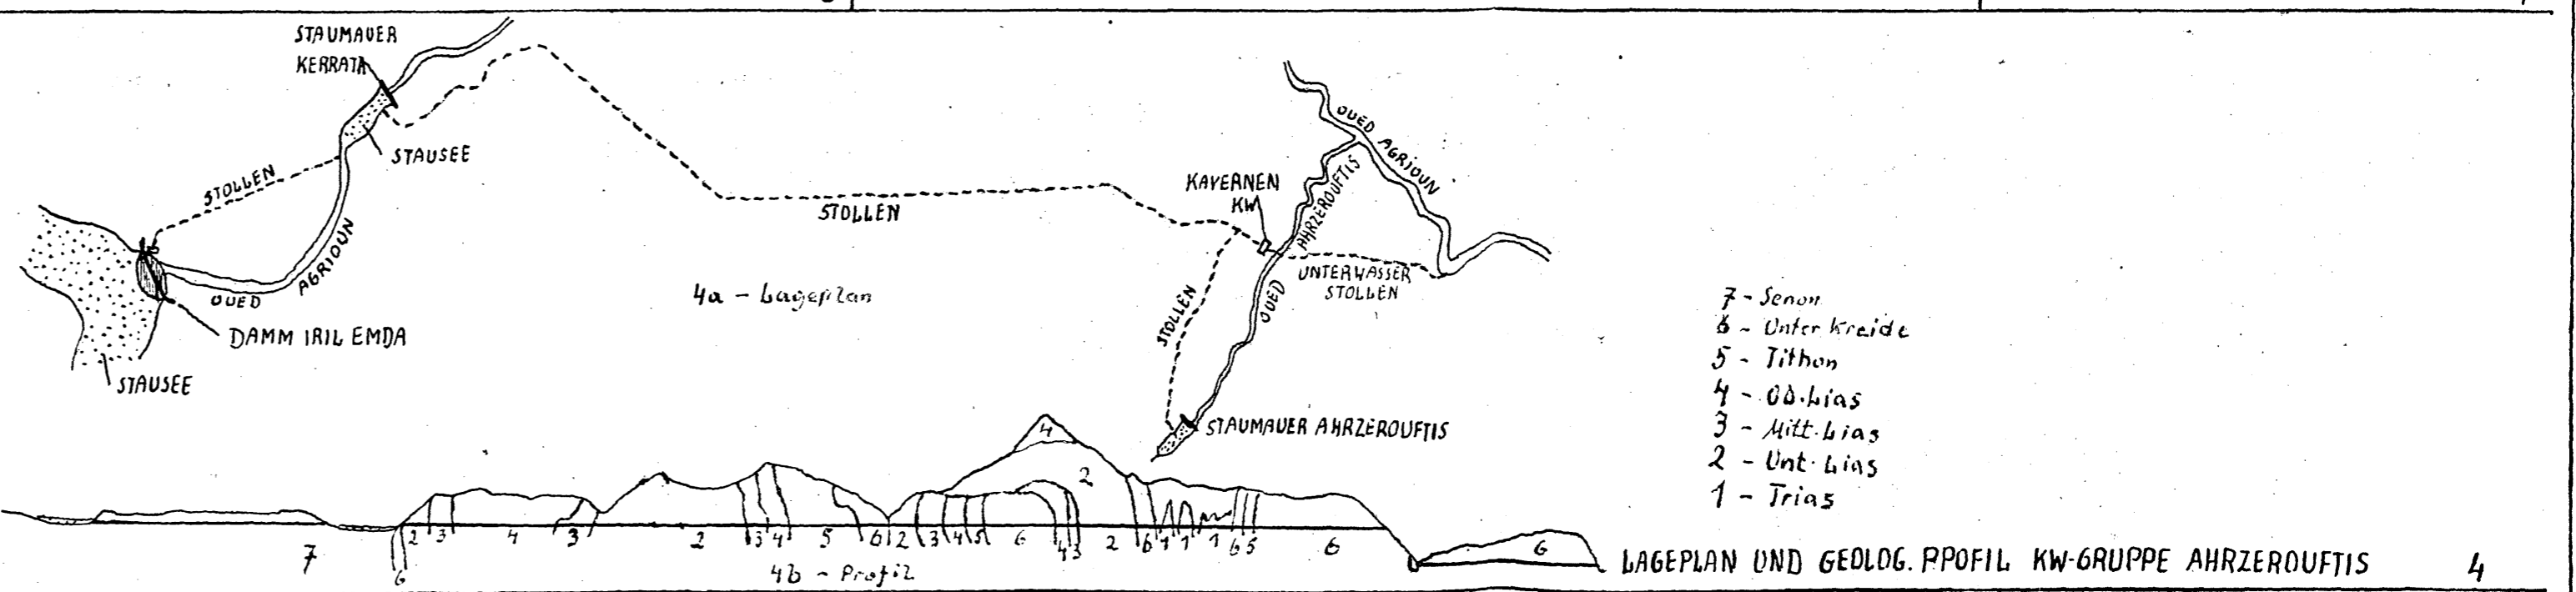 STAUMAUER
KERRATA
STAUSEE
STOLLEN
OUED AGRIOUN
DAMM IRIL EMDA
STAUSEE
STOLLEN
4a - Lageplan
OUED AGRIOUN
KAVERNEN
KW
OUED AHRZEROUFTIS
UNTERWASSER
STOLLEN
STOLLEN
STAUMAUER AHRZEROUFTIS
7 - Senon
6 - Unter Kreide
5 - Tithon
4 - Ob. Lias
3 - Mitt. Lias
2 - Unt. Lias
1 - Trias
4
2
7 6 2 3 4 3 2 3 4 5 6 2 3 4 5 6 4 3 2 6 1 1 1 6 5 6 6
4b - Profil
LAGEPLAN UND GEOLOG. PPOFIL KW-GRUPPE AHRZEROUFTIS 4